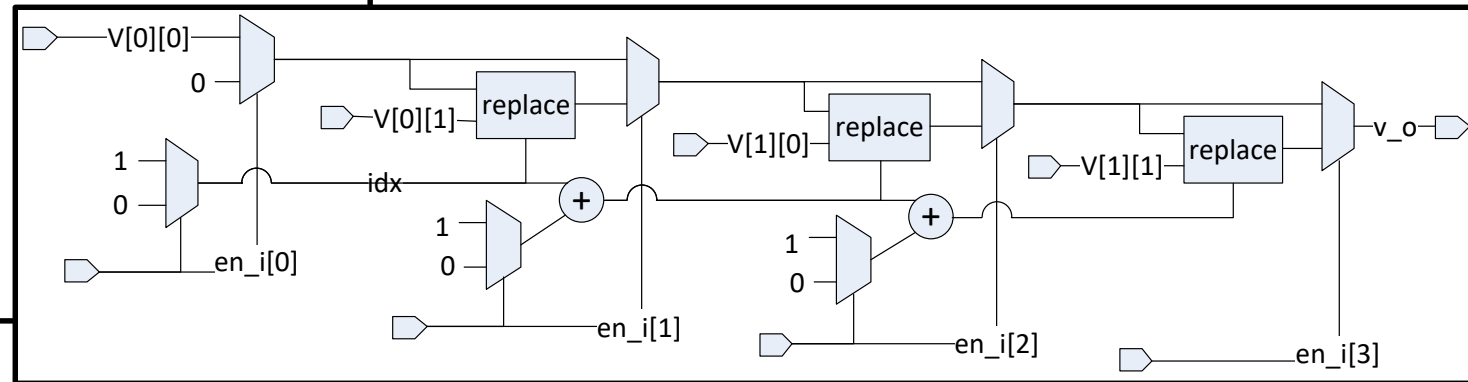 V[0][0]
0
replace
V[0][1]
replace
V[1][0]
replace
V[1][1]
v_o
1
0
idx
+
1
0
+
1
0
en_i[0]
en_i[1]
en_i[2]
en_i[3]